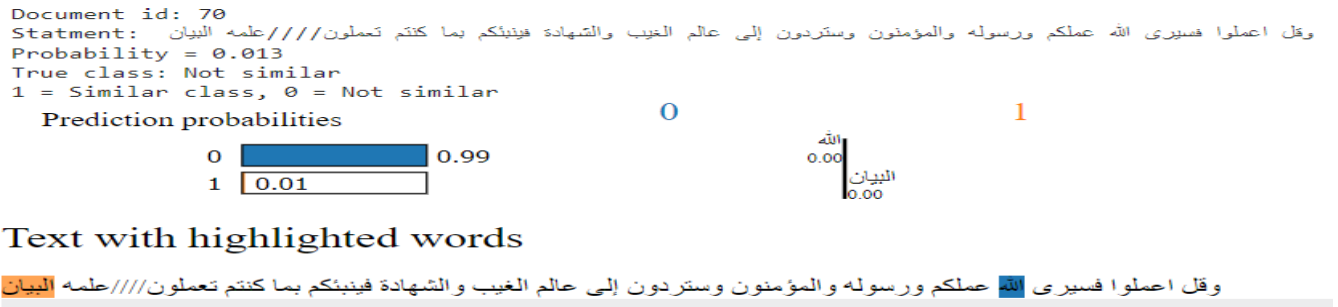 Document id: 70
Statment: وقل اعملوا فسيرى الله عملكم ورسوله والمؤمنون وستردون إلى عالم الغيب والشهادة فينبئكم بما كنتم تعملون////علمه البيان
Probability = 0.013
True class: Not similar
1 = Similar class, 0 = Not similar
Prediction probabilities
0 0.99
1 0.01
0 1
الله
0.00
البيان
0.00
Text with highlighted words
وقل اعملوا فسيرى الله عملكم ورسوله والمؤمنون وستردون إلى عالم الغيب والشهادة فينبئكم بما كنتم تعملون////علمه البيان